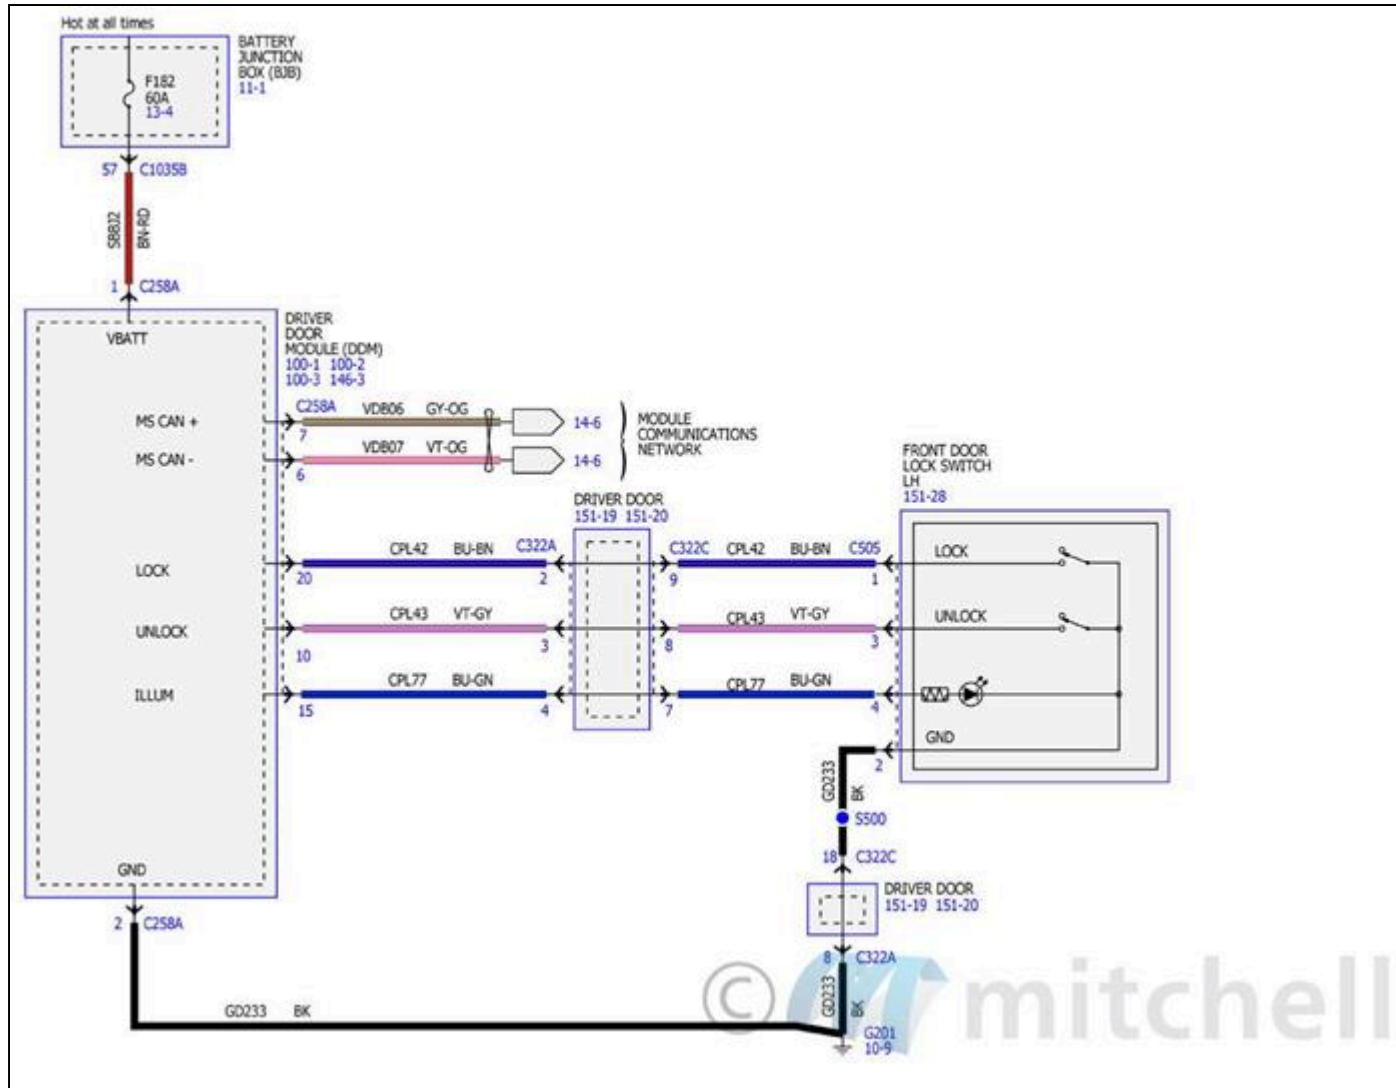 Hot at all times
BATTERY
JUNCTION
BOX (BJB)
11-1
F182
60A
13-4
57 C1035B
SBBJ2 BN-RD
1 C258A
VBATT
DRIVER
DOOR
MODULE (DDM)
100-1 100-2
100-3 146-3
MS CAN +
C258A
7
VDB06 GY-OG
14-6
MS CAN -
6
VDB07 VT-OG
14-6
MODULE
COMMUNICATIONS
NETWORK
FRONT DOOR
LOCK SWITCH
LH
151-28
DRIVER DOOR
151-19 151-20
LOCK
20
CPL42 BU-BN C322A
2
C322C CPL42 BU-BN C505
9
1
LOCK
UNLOCK
10
CPL43 VT-GY
3
8
CPL43 VT-GY
3
UNLOCK
ILLUM
15
CPL77 BU-GN
4
7
CPL77 BU-GN
4
GND
2
GD233 BK
S500
18 C322C
DRIVER DOOR
151-19 151-20
8 C322A
GD233 BK
G201
10-9
GND
2 C258A
GD233 BK
© mitchell